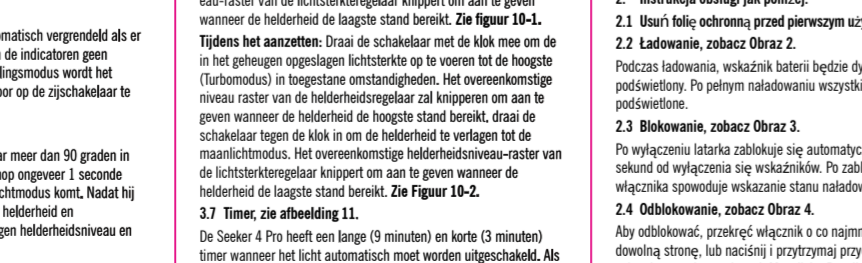 omatisch vergrendeld als er
de indicatoren geen
lingsmodus wordt het
oor op de zijschakelaar te
ar meer dan 90 graden in
nop ongeveer 1 seconde
chtmodus komt. Nadat hij
helderheid en
gen helderheidsniveau en
eau-raster van de lichtsterkteregelaar knippert om aan te geven
wanneer de helderheid de laagste stand bereikt. Zie figuur 10-1.
Tijdens het aanzetten: Draai de schakelaar met de klok mee om de
in het geheugen opgeslagen lichtsterkte op te voeren tot de hoogste
(Turbomodus) in toegestane omstandigheden. Het overeenkomstige
niveau raster van de helderheidsregelaar zal knipperen om aan te
geven wanneer de helderheid de hoogste stand bereikt, draai de
schakelaar tegen de klok in om de helderheid te verlagen tot de
maanlichtmodus. Het overeenkomstige helderheidsniveau-raster van
de lichtsterkteregelaar knippert om aan te geven wanneer de
helderheid de laagste stand bereikt. Zie Figuur 10-2.
3.7 Timer, zie afbeelding 11.
De Seeker 4 Pro heeft een lange (9 minuten) en korte (3 minuten)
timer wanneer het licht automatisch moet worden uitgeschakeld. Als
2. Instrukcja obsługi jak poniżej.
2.1 Usuń folię ochronną przed pierwszym uży
2.2 Ładowanie, zobacz Obraz 2.
Podczas ładowania, wskaźnik baterii będzie dy
podświetlony. Po pełnym naładowaniu wszystki
podświetlone.
2.3 Blokowanie, zobacz Obraz 3.
Po wyłączeniu latarka zablokuje się automatyc
sekund od wyłączenia się wskaźników. Po zabl
włącznika spowoduje wskazanie stanu naładow
2.4 Odblokowanie, zobacz Obraz 4.
Aby odblokować, przekręć włącznik o co najmn
dowolną stronę, lub naciśnij i przytrzymaj przy